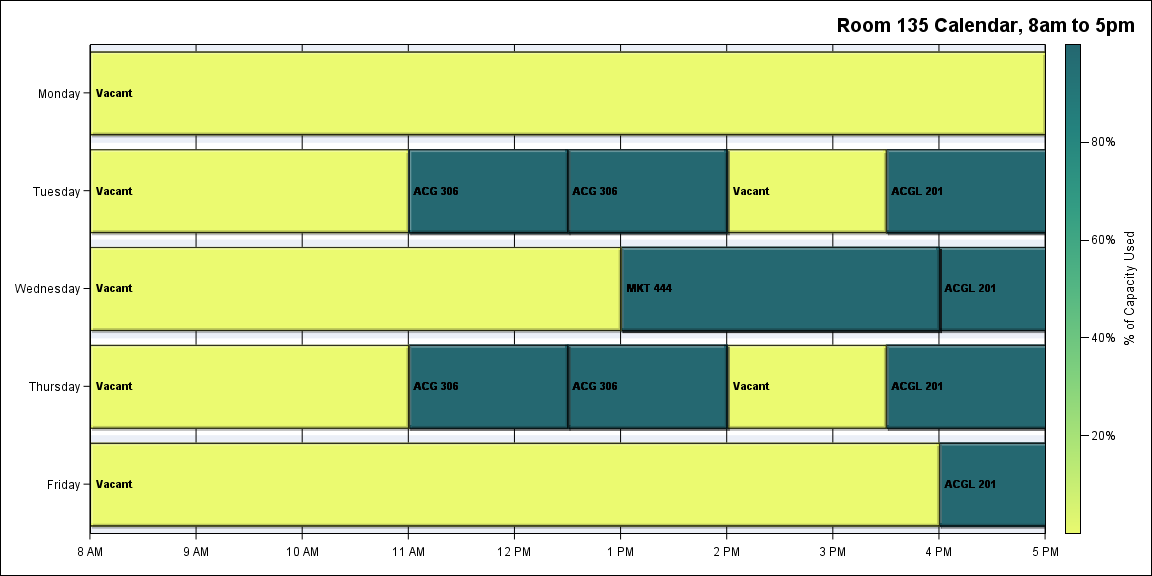 Room 135 Calendar, 8am to 5pm
Monday
Vacant
Tuesday
Vacant
ACG 306
ACG 306
Vacant
ACGL 201
Wednesday
Vacant
MKT 444
ACGL 201
Thursday
Vacant
ACG 306
ACG 306
Vacant
ACGL 201
Friday
Vacant
ACGL 201
8 AM
9 AM
10 AM
11 AM
12 PM
1 PM
2 PM
3 PM
4 PM
5 PM
80%
60%
40%
20%
% of Capacity Used